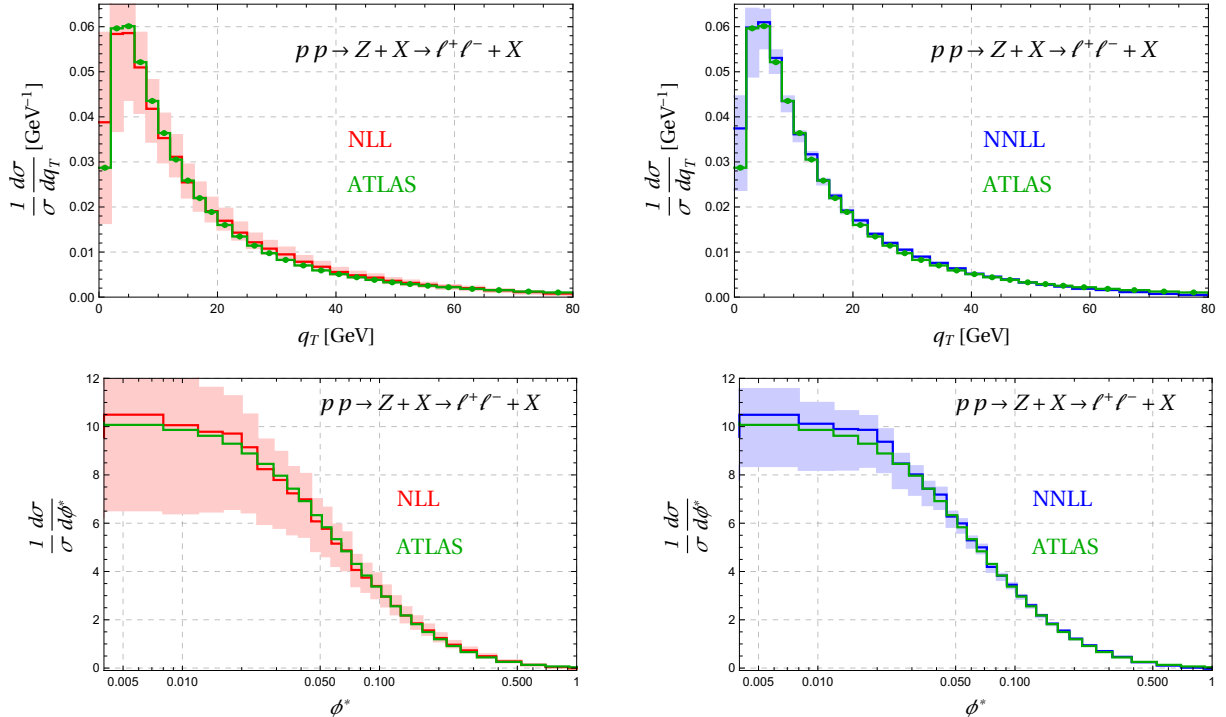 p p → Z + X → ℓ⁺ ℓ⁻ + X
NLL
ATLAS
1/σ dσ/dq_T [GeV⁻¹]
0.06
0.05
0.04
0.03
0.02
0.01
0.00
0 20 40 60 80
q_T [GeV]
p p → Z + X → ℓ⁺ ℓ⁻ + X
NNLL
ATLAS
1/σ dσ/dq_T [GeV⁻¹]
0.06
0.05
0.04
0.03
0.02
0.01
0.00
0 20 40 60 80
q_T [GeV]
p p → Z + X → ℓ⁺ ℓ⁻ + X
NLL
ATLAS
1/σ dσ/dϕ*
12
10
8
6
4
2
0
0.005 0.010 0.050 0.100 0.500 1
ϕ*
p p → Z + X → ℓ⁺ ℓ⁻ + X
NNLL
ATLAS
1/σ dσ/dϕ*
12
10
8
6
4
2
0
0.005 0.010 0.050 0.100 0.500 1
ϕ*